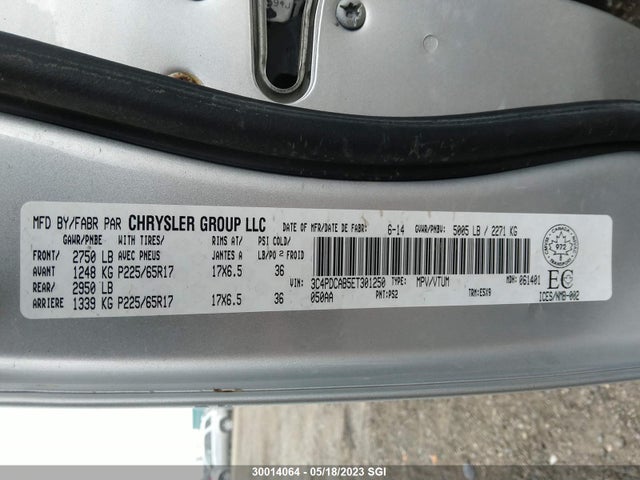 MFD BY/FABR PAR CHRYSLER GROUP LLC DATE OF MFR/DATE DE FABR: 6-14 GVWR/PNBV: 5005 LB / 2271 KG
GAWR/PNBE WITH TIRES/ RIMS AT/ PSI COLD/
FRONT/ 2750 LB AVEC PNEUS JANTES A LB/PO 2 FROID
AVANT 1248 KG P225/65R17 17X6.5 36
REAR/ 2950 LB
ARRIERE 1339 KG P225/65R17 17X6.5 36
VIN: 3C4PDCAB5ET301250 TYPE: MPV/VTUM MDH: 061401
050AA PNT: PS2 TRM: E5X9
CANADA
972
EC
ICES/NMB-002
30014064 — 05/18/2023 SGI